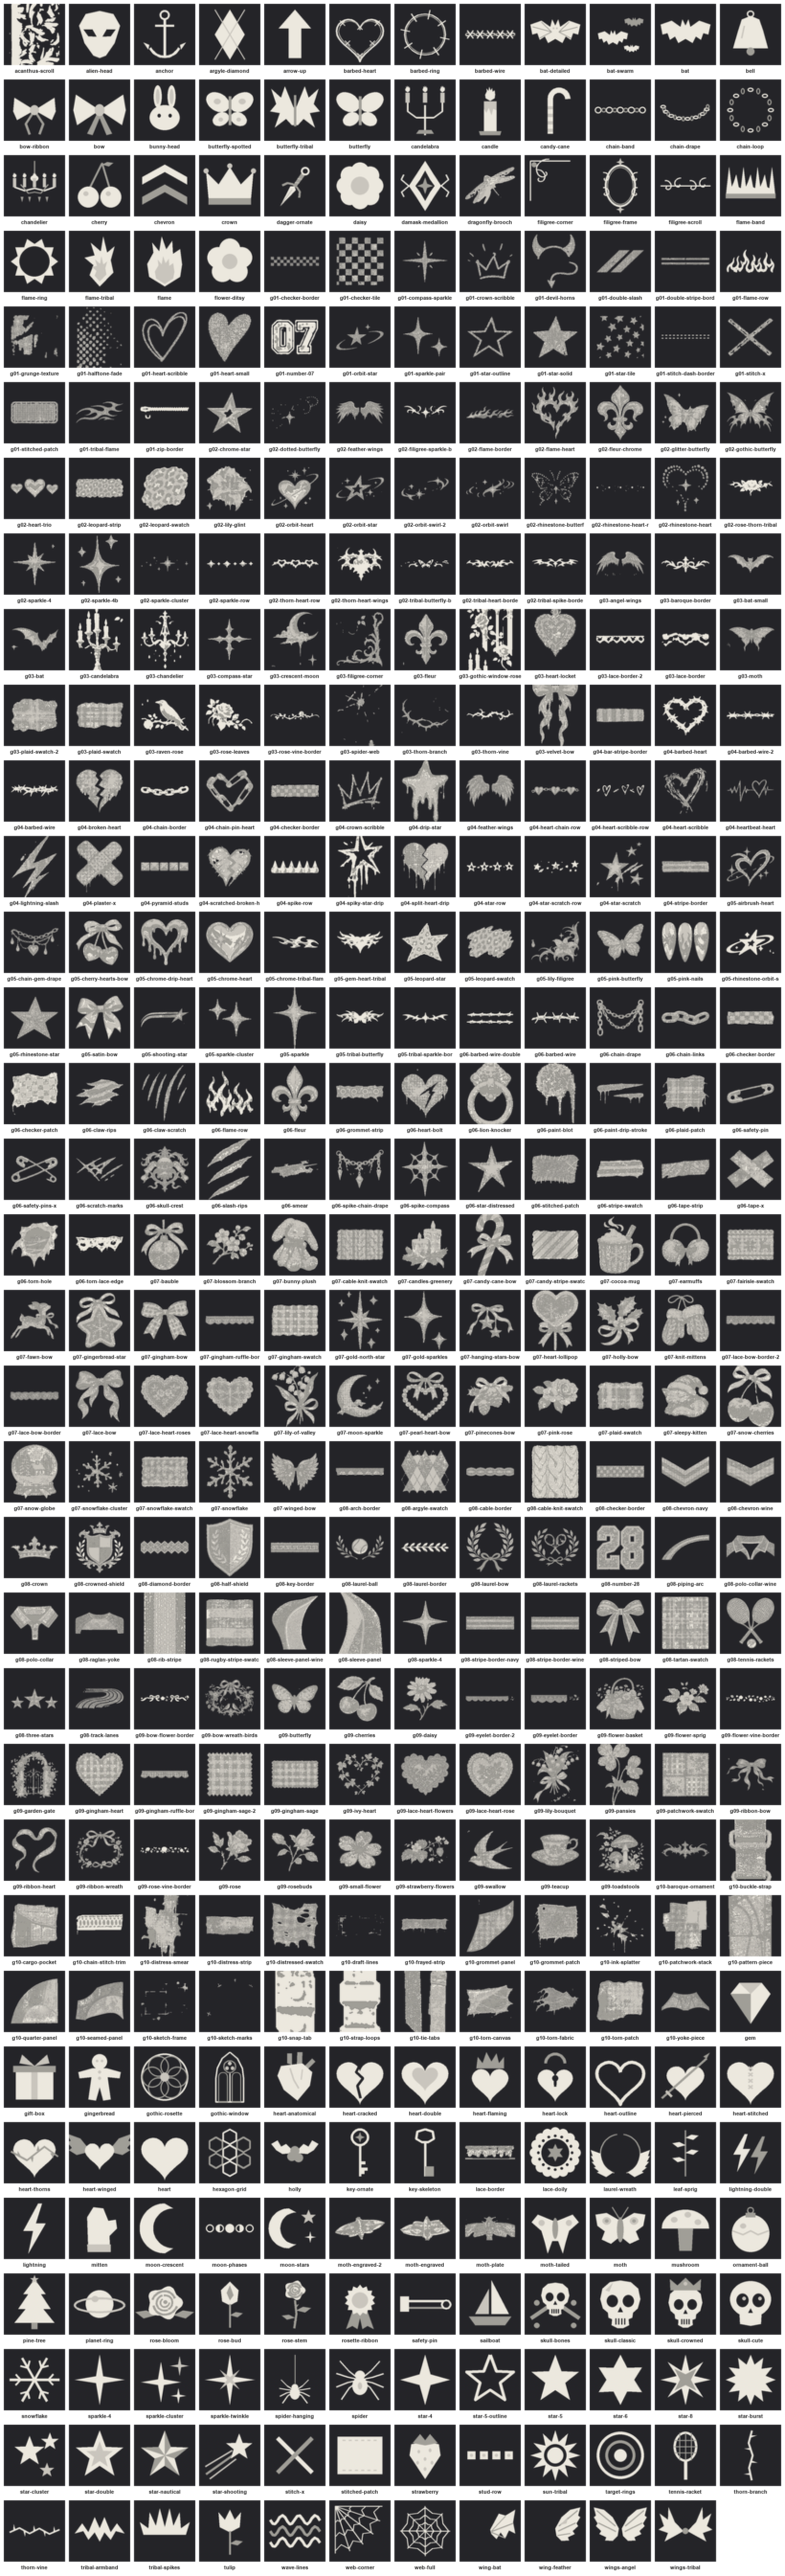 acanthus-scroll alien-head anchor argyle-diamond arrow-up barbed-heart barbed-ring barbed-wire bat-detailed bat-swarm bat bell
bow-ribbon bow bunny-head butterfly-spotted butterfly-tribal butterfly candelabra candle candy-cane chain-band chain-drape chain-loop
chandelier cherry chevron crown dagger-ornate daisy damask-medallion dragonfly-brooch filigree-corner filigree-frame filigree-scroll flame-band
flame-ring flame-tribal flame flower-ditsy g01-checker-border g01-checker-tile g01-compass-sparkle g01-crown-scribble g01-devil-horns g01-double-slash g01-double-stripe-bord g01-flame-row
07
g01-grunge-texture g01-halftone-fade g01-heart-scribble g01-heart-small g01-number-07 g01-orbit-star g01-sparkle-pair g01-star-outline g01-star-solid g01-star-tile g01-stitch-dash-border g01-stitch-x
g01-stitched-patch g01-tribal-flame g01-zip-border g02-chrome-star g02-dotted-butterfly g02-feather-wings g02-filigree-sparkle-b g02-flame-border g02-flame-heart g02-fleur-chrome g02-glitter-butterfly g02-gothic-butterfly
g02-heart-trio g02-leopard-strip g02-leopard-swatch g02-lily-glint g02-orbit-heart g02-orbit-star g02-orbit-swirl-2 g02-orbit-swirl g02-rhinestone-butterf g02-rhinestone-heart-r g02-rhinestone-heart g02-rose-thorn-tribal
g02-sparkle-4 g02-sparkle-4b g02-sparkle-cluster g02-sparkle-row g02-thorn-heart-row g02-thorn-heart-wings g02-tribal-butterfly-b g02-tribal-heart-borde g02-tribal-spike-borde g03-angel-wings g03-baroque-border g03-bat-small
g03-bat g03-candelabra g03-chandelier g03-compass-star g03-crescent-moon g03-filigree-corner g03-fleur g03-gothic-window-rose g03-heart-locket g03-lace-border-2 g03-lace-border g03-moth
g03-plaid-swatch-2 g03-plaid-swatch g03-raven-rose g03-rose-leaves g03-rose-vine-border g03-spider-web g03-thorn-branch g03-thorn-vine g03-velvet-bow g04-bar-stripe-border g04-barbed-heart g04-barbed-wire-2
g04-barbed-wire g04-broken-heart g04-chain-border g04-chain-pin-heart g04-checker-border g04-crown-scribble g04-drip-star g04-feather-wings g04-heart-chain-row g04-heart-scribble-row g04-heart-scribble g04-heartbeat-heart
g04-lightning-slash g04-plaster-x g04-pyramid-studs g04-scratched-broken-h g04-spike-row g04-spiky-star-drip g04-split-heart-drip g04-star-row g04-star-scratch-row g04-star-scratch g04-stripe-border g05-airbrush-heart
g05-chain-gem-drape g05-cherry-hearts-bow g05-chrome-drip-heart g05-chrome-heart g05-chrome-tribal-flam g05-gem-heart-tribal g05-leopard-star g05-leopard-swatch g05-lily-filigree g05-pink-butterfly g05-pink-nails g05-rhinestone-orbit-s
g05-rhinestone-star g05-satin-bow g05-shooting-star g05-sparkle-cluster g05-sparkle g05-tribal-butterfly g05-tribal-sparkle-bor g06-barbed-wire-double g06-barbed-wire g06-chain-drape g06-chain-links g06-checker-border
g06-checker-patch g06-claw-rips g06-claw-scratch g06-flame-row g06-fleur g06-grommet-strip g06-heart-bolt g06-lion-knocker g06-paint-blot g06-paint-drip-stroke g06-plaid-patch g06-safety-pin
g06-safety-pins-x g06-scratch-marks g06-skull-crest g06-slash-rips g06-smear g06-spike-chain-drape g06-spike-compass g06-star-distressed g06-stitched-patch g06-stripe-swatch g06-tape-strip g06-tape-x
g06-torn-hole g06-torn-lace-edge g07-bauble g07-blossom-branch g07-bunny-plush g07-cable-knit-swatch g07-candles-greenery g07-candy-cane-bow g07-candy-stripe-swatc g07-cocoa-mug g07-earmuffs g07-fairisle-swatch
g07-fawn-bow g07-gingerbread-star g07-gingham-bow g07-gingham-ruffle-bor g07-gingham-swatch g07-gold-north-star g07-gold-sparkles g07-hanging-stars-bow g07-heart-lollipop g07-holly-bow g07-knit-mittens g07-lace-bow-border-2
g07-lace-bow-border g07-lace-bow g07-lace-heart-roses g07-lace-heart-snowfla g07-lily-of-valley g07-moon-sparkle g07-pearl-heart-bow g07-pinecones-bow g07-pink-rose g07-plaid-swatch g07-sleepy-kitten g07-snow-cherries
g07-snow-globe g07-snowflake-cluster g07-snowflake-swatch g07-snowflake g07-winged-bow g08-arch-border g08-argyle-swatch g08-cable-border g08-cable-knit-swatch g08-checker-border g08-chevron-navy g08-chevron-wine
28
g08-crown g08-crowned-shield g08-diamond-border g08-half-shield g08-key-border g08-laurel-ball g08-laurel-border g08-laurel-bow g08-laurel-rackets g08-number-28 g08-piping-arc g08-polo-collar-wine
g08-polo-collar g08-raglan-yoke g08-rib-stripe g08-rugby-stripe-swatc g08-sleeve-panel-wine g08-sleeve-panel g08-sparkle-4 g08-stripe-border-navy g08-stripe-border-wine g08-striped-bow g08-tartan-swatch g08-tennis-rackets
g08-three-stars g08-track-lanes g09-bow-flower-border g09-bow-wreath-birds g09-butterfly g09-cherries g09-daisy g09-eyelet-border-2 g09-eyelet-border g09-flower-basket g09-flower-sprig g09-flower-vine-border
g09-garden-gate g09-gingham-heart g09-gingham-ruffle-bor g09-gingham-sage-2 g09-gingham-sage g09-ivy-heart g09-lace-heart-flowers g09-lace-heart-rose g09-lily-bouquet g09-pansies g09-patchwork-swatch g09-ribbon-bow
g09-ribbon-heart g09-ribbon-wreath g09-rose-vine-border g09-rose g09-rosebuds g09-small-flower g09-strawberry-flowers g09-swallow g09-teacup g09-toadstools g10-baroque-ornament g10-buckle-strap
g10-cargo-pocket g10-chain-stitch-trim g10-distress-smear g10-distress-strip g10-distressed-swatch g10-draft-lines g10-frayed-strip g10-grommet-panel g10-grommet-patch g10-ink-splatter g10-patchwork-stack g10-pattern-piece
g10-quarter-panel g10-seamed-panel g10-sketch-frame g10-sketch-marks g10-snap-tab g10-strap-loops g10-tie-tabs g10-torn-canvas g10-torn-fabric g10-torn-patch g10-yoke-piece gem
gift-box gingerbread gothic-rosette gothic-window heart-anatomical heart-cracked heart-double heart-flaming heart-lock heart-outline heart-pierced heart-stitched
heart-thorns heart-winged heart hexagon-grid holly key-ornate key-skeleton lace-border lace-doily laurel-wreath leaf-sprig lightning-double
lightning mitten moon-crescent moon-phases moon-stars moth-engraved-2 moth-engraved moth-plate moth-tailed moth mushroom ornament-ball
pine-tree planet-ring rose-bloom rose-bud rose-stem rosette-ribbon safety-pin sailboat skull-bones skull-classic skull-crowned skull-cute
snowflake sparkle-4 sparkle-cluster sparkle-twinkle spider-hanging spider star-4 star-5-outline star-5 star-6 star-8 star-burst
star-cluster star-double star-nautical star-shooting stitch-x stitched-patch strawberry stud-row sun-tribal target-rings tennis-racket thorn-branch
thorn-vine tribal-armband tribal-spikes tulip wave-lines web-corner web-full wing-bat wing-feather wings-angel wings-tribal